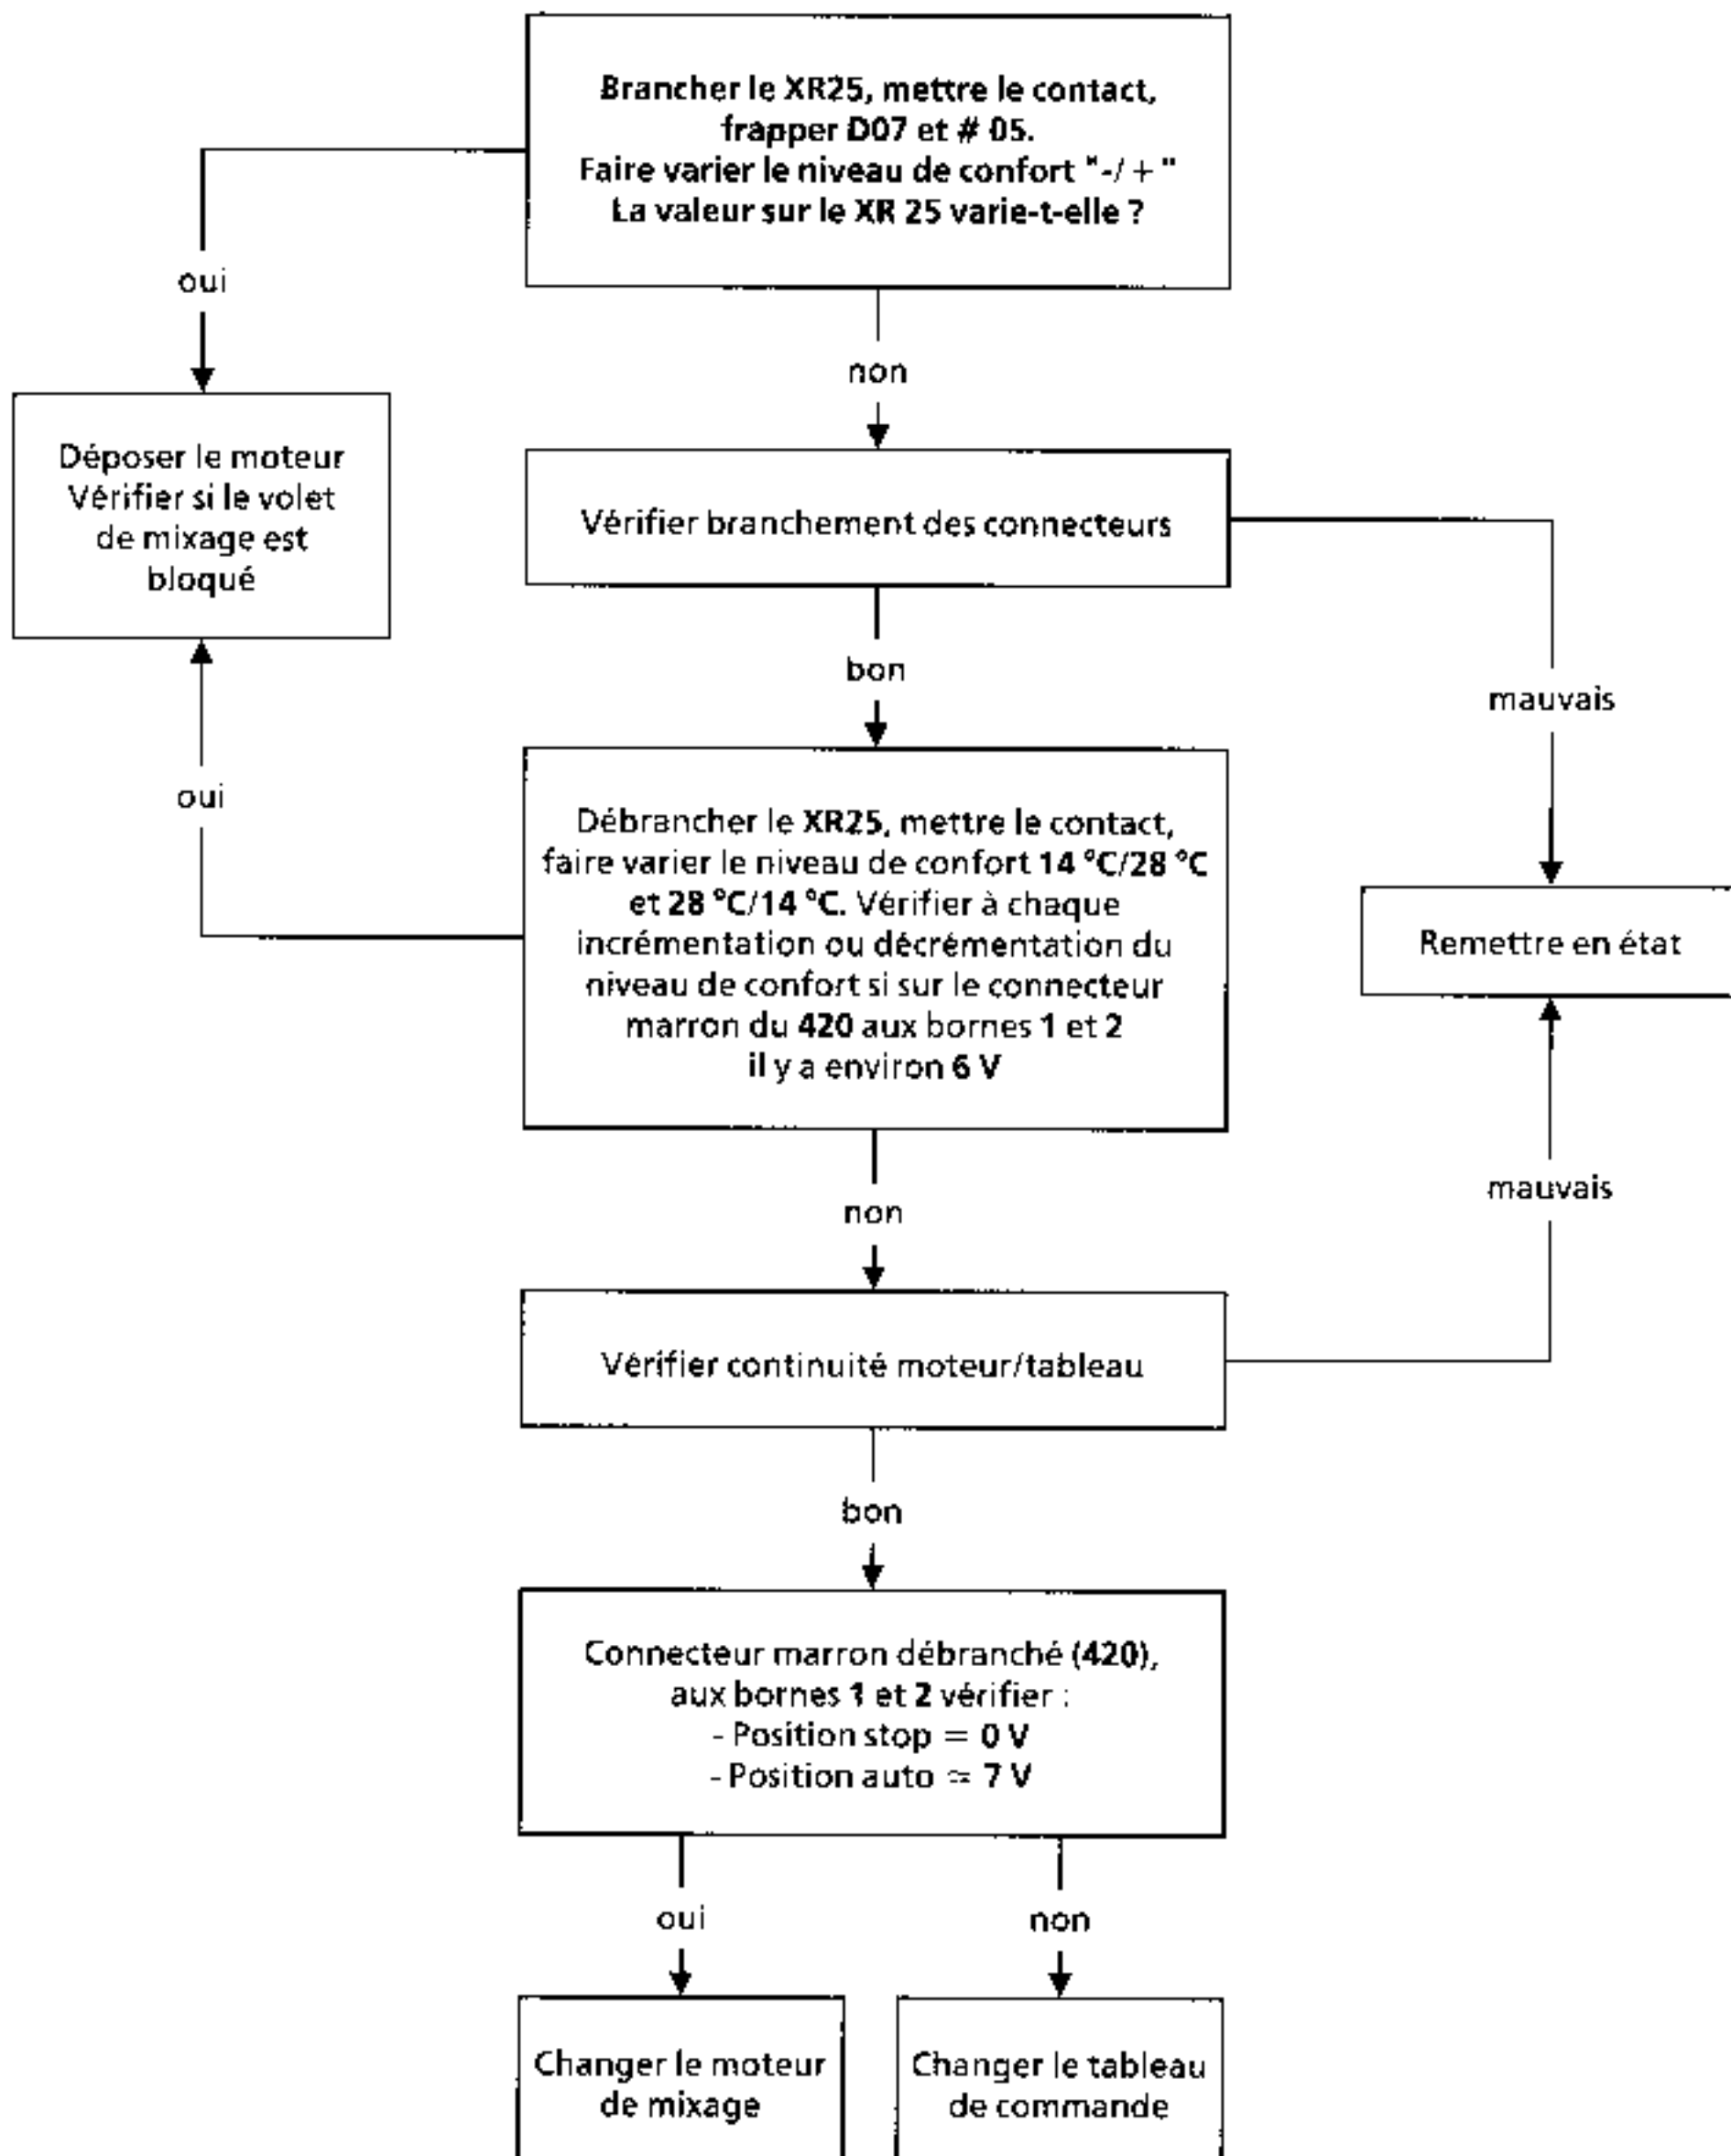 Brancher le XR25, mettre le contact,
frapper D07 et # 05.
Faire varier le niveau de confort "-/+"
La valeur sur le XR 25 varie-t-elle ?
oui
non
Déposer le moteur
Vérifier si le volet
de mixage est
bloqué
Vérifier branchement des connecteurs
bon
mauvais
oui
Débrancher le XR25, mettre le contact,
faire varier le niveau de confort 14 °C/28 °C
et 28 °C/14 °C. Vérifier à chaque
incrémentation ou décrémentation du
niveau de confort si sur le connecteur
marron du 420 aux bornes 1 et 2
il y a environ 6 V
Remettre en état
mauvais
non
Vérifier continuité moteur/tableau
bon
Connecteur marron débranché (420),
aux bornes 1 et 2 vérifier :
- Position stop = 0 V
- Position auto ≃ 7 V
oui
non
Changer le moteur
de mixage
Changer le tableau
de commande